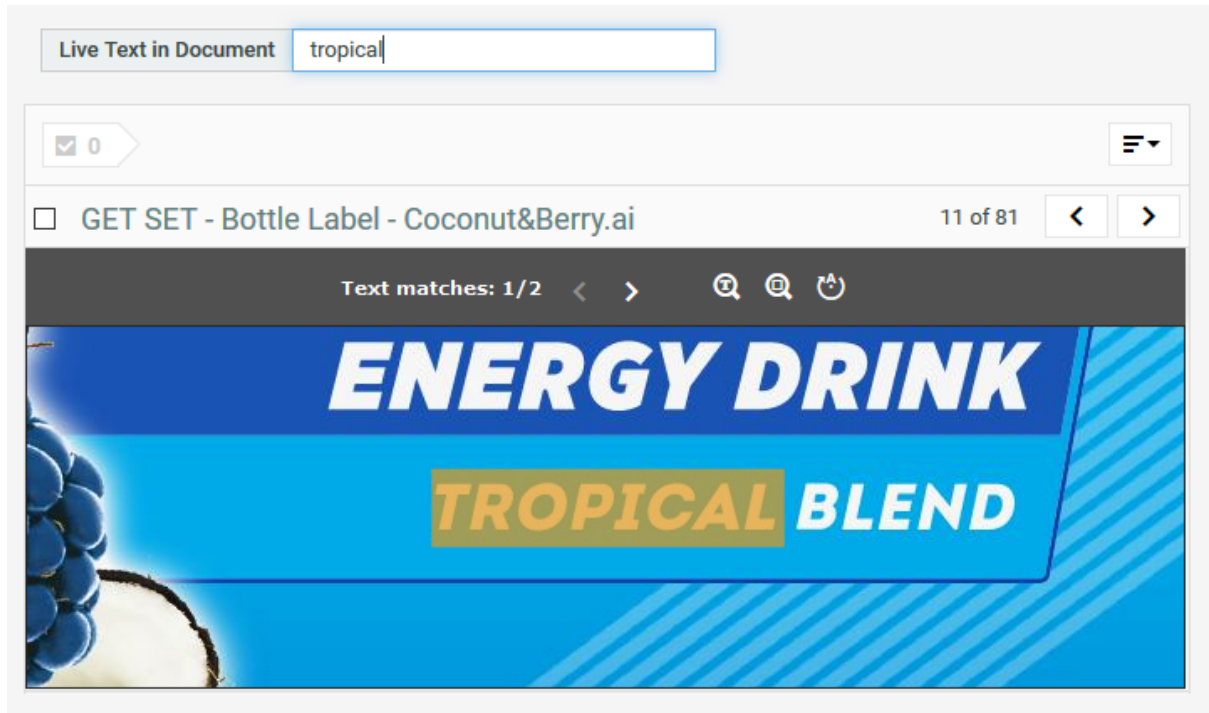 Live Text in Document tropical
0
GET SET - Bottle Label - Coconut&Berry.ai 11 of 81
Text matches: 1/2
ENERGY DRINK
TROPICAL BLEND